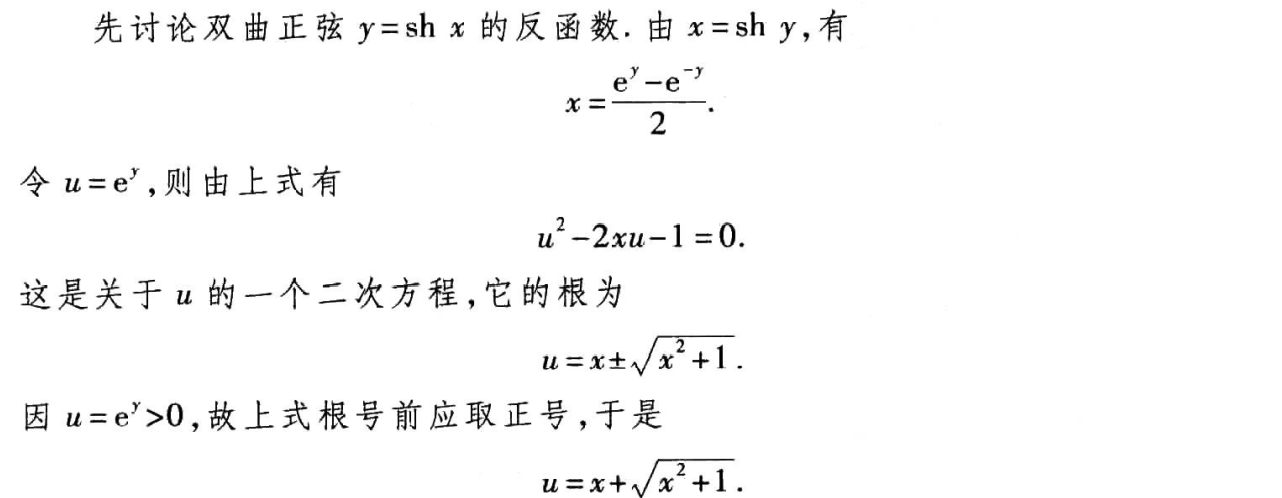 先讨论双曲正弦 y=sh x 的反函数. 由 x=sh y,有
x=\frac{e^y-e^{-y}}{2}.
令 u=e^y,则由上式有
u^2-2xu-1=0.
这是关于 u 的一个二次方程,它的根为
u=x±\sqrt{x^2+1}.
因 u=e^y>0,故上式根号前应取正号,于是
u=x+\sqrt{x^2+1}.